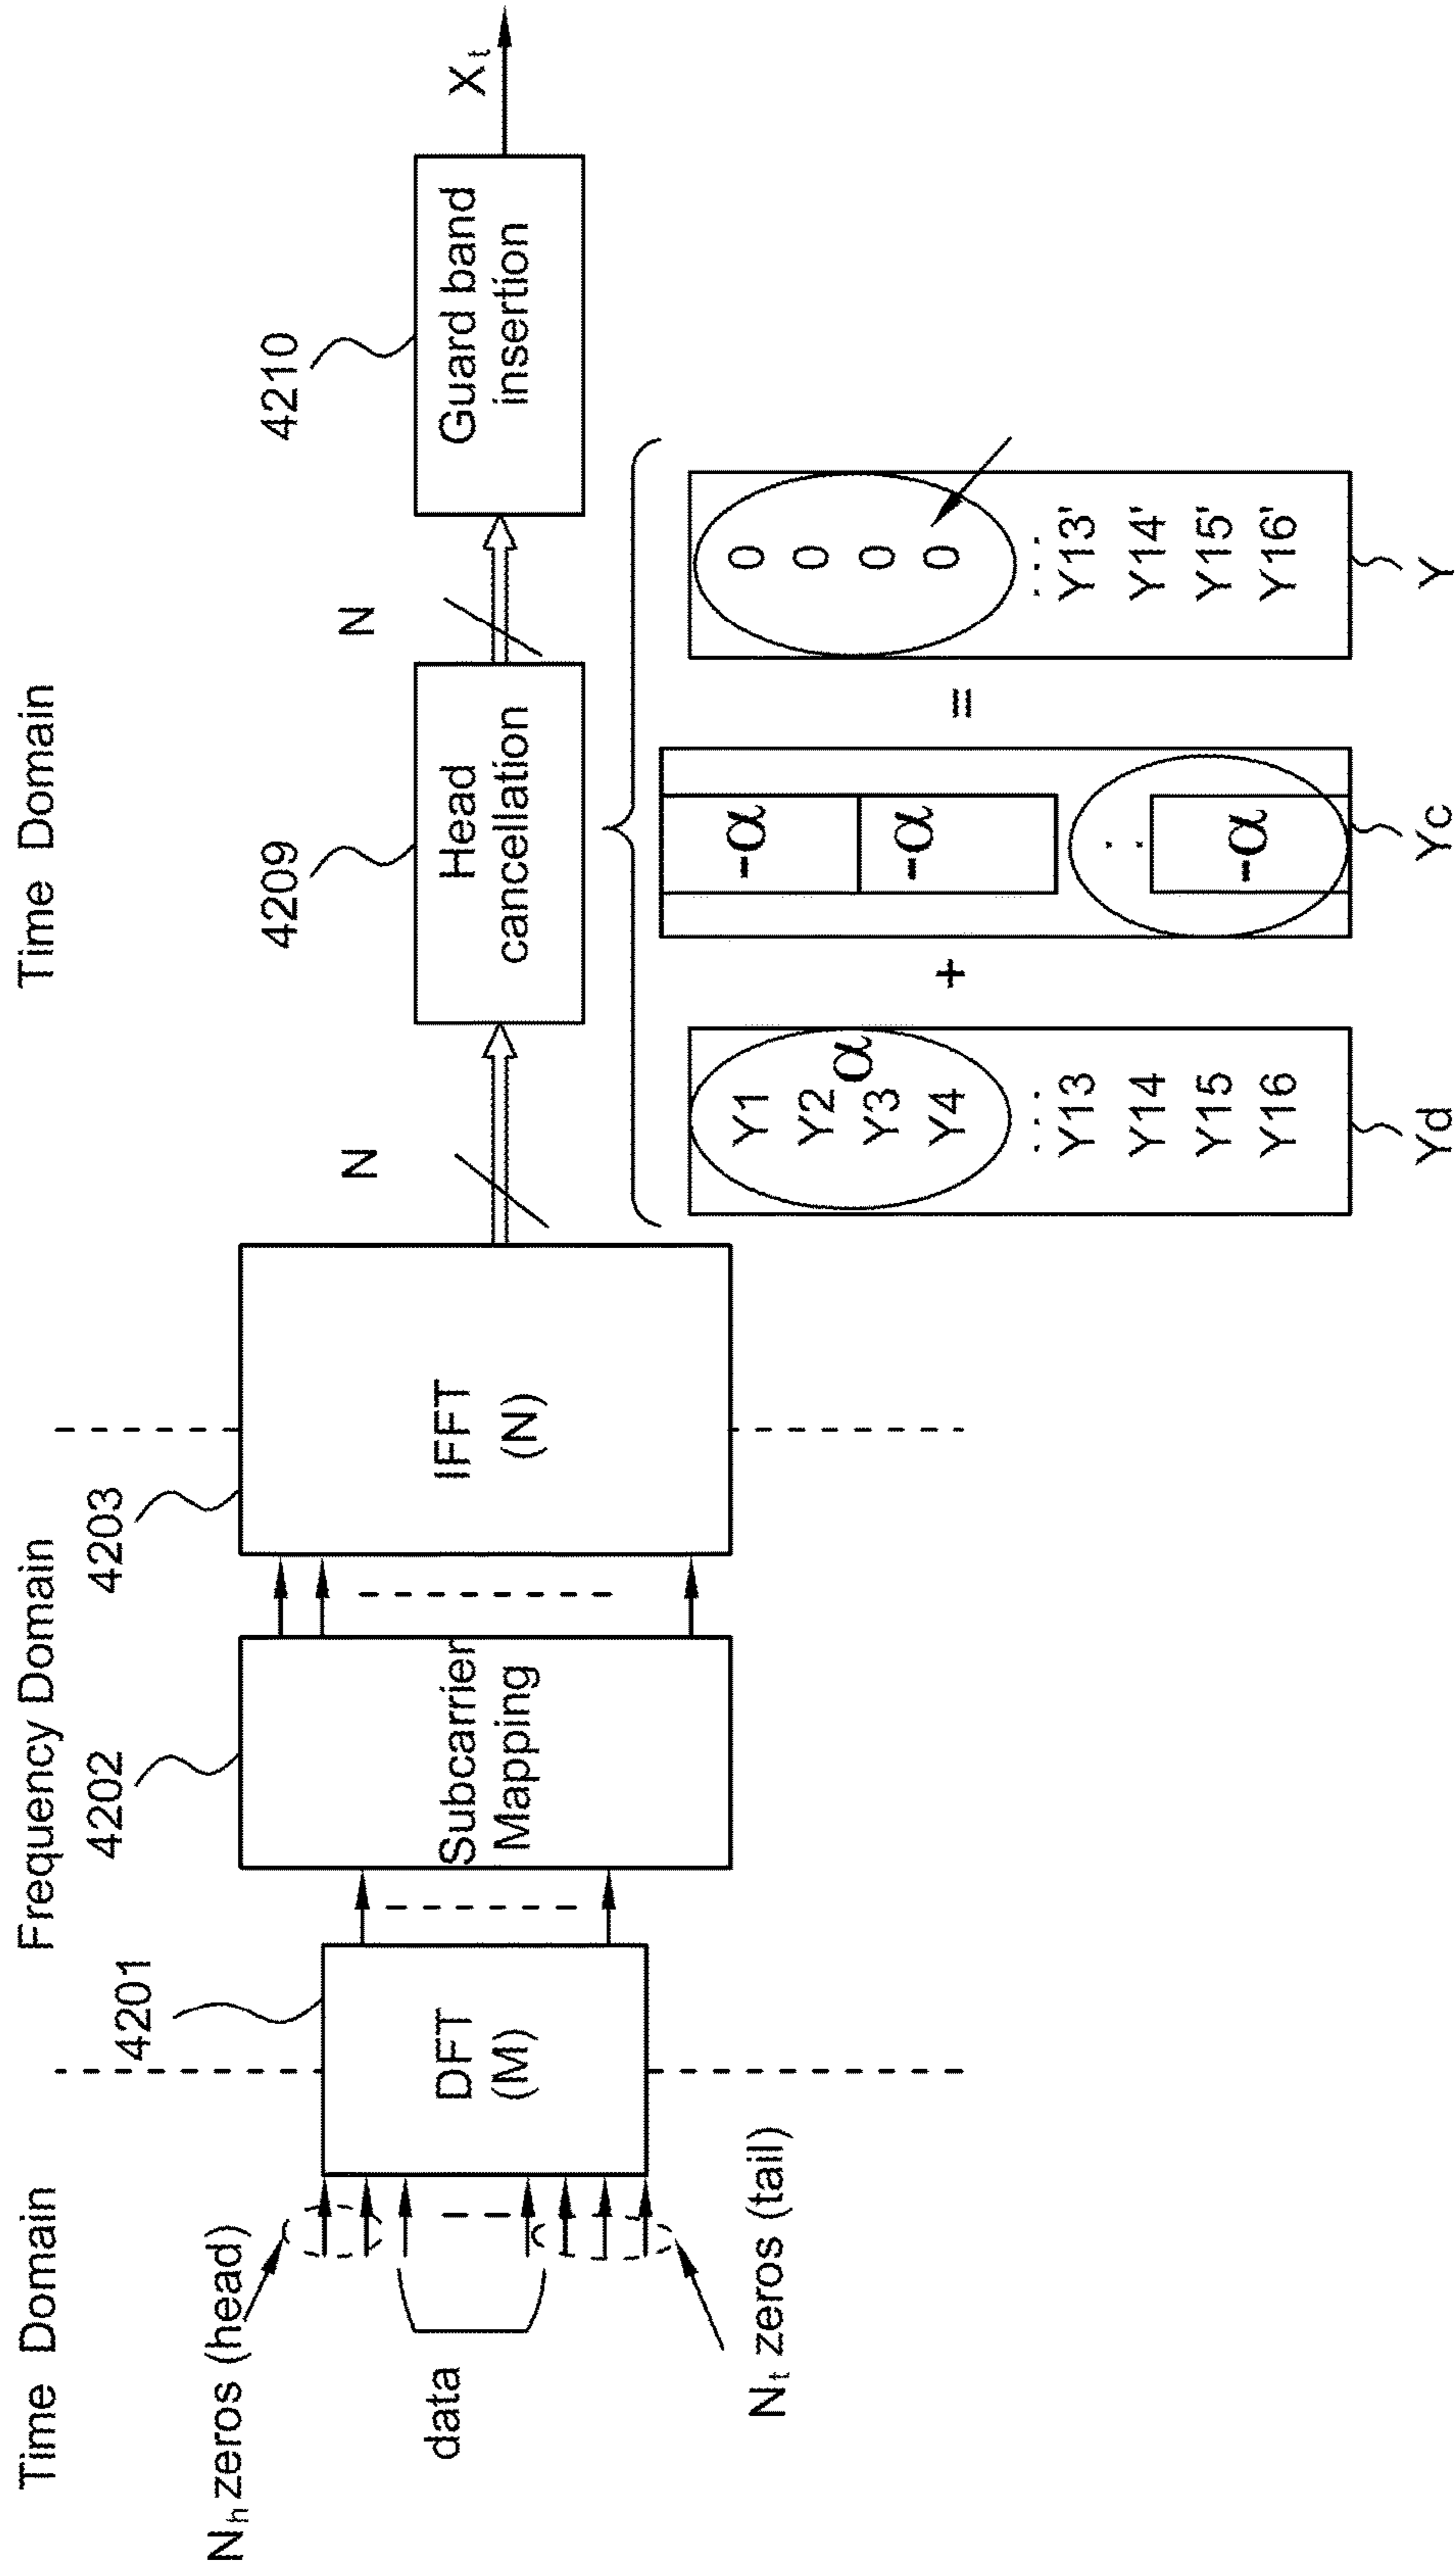 Time Domain
Frequency Domain
Time Domain
Nh zeros (head)
data
Nt zeros (tail)
4201
DFT
(M)
4202
Subcarrier
Mapping
4203
IFFT
(N)
N
4209
Head
cancellation
N
4210
Guard band
insertion
Xt
Y1
Y2
α
Y3
Y4
...
Y13
Y14
Y15
Y16
Yd
+
-α
-α
..
-α
Yc
=
0
0
0
0
...
Y13'
Y14'
Y15'
Y16'
Y